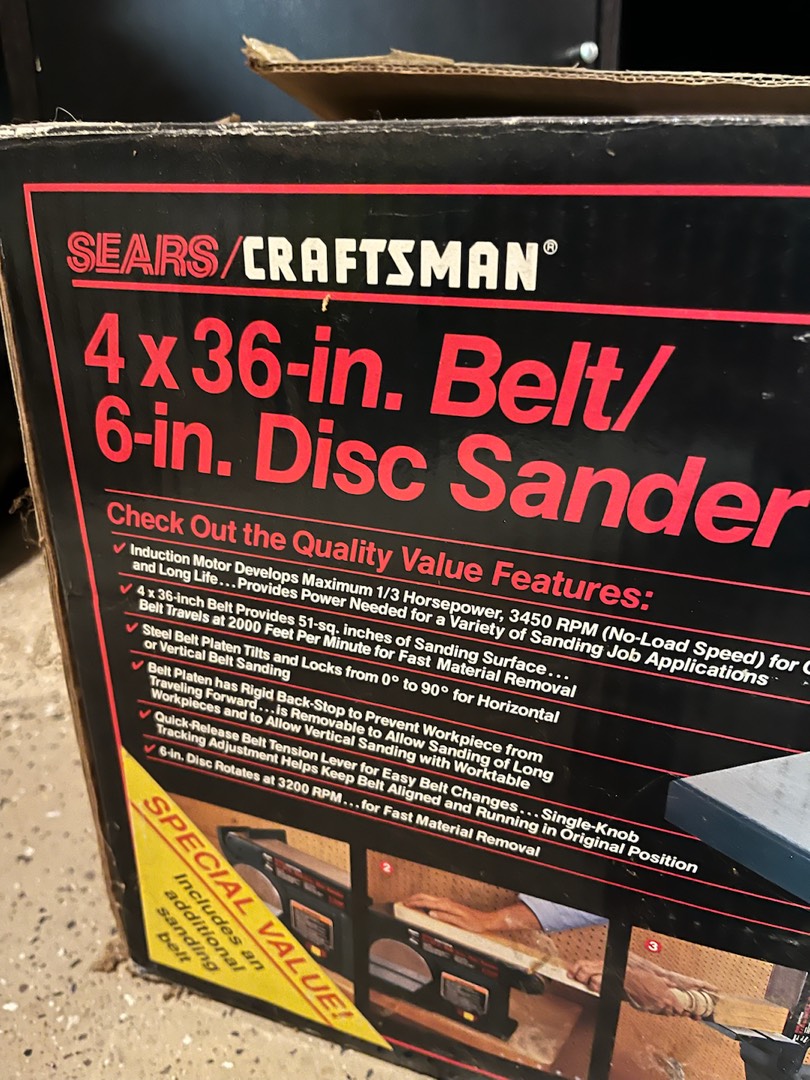 SEARS/CRAFTSMAN®
4 x 36-in. Belt/
6-in. Disc Sander
Check Out the Quality Value Features:
✓ Induction Motor Develops Maximum 1/3 Horsepower, 3450 RPM (No-Load Speed) for
and Long Life...Provides Power Needed for a Variety of Sanding Job Applications
✓ 4 x 36-inch Belt Provides 51-sq. inches of Sanding Surface...
Belt Travels at 2000 Feet Per Minute for Fast Material Removal
✓ Steel Belt Platen Tilts and Locks from 0° to 90° for Horizontal
or Vertical Belt Sanding
✓ Belt Platen has Rigid Back-Stop to Prevent Workpiece from
Traveling Forward...is Removable to Allow Sanding of Long
Workpieces and to Allow Vertical Sanding with Worktable
✓ Quick-Release Belt Tension Lever for Easy Belt Changes...Single-Knob
Tracking Adjustment Helps Keep Belt Aligned and Running in Original Position
✓ 6-in. Disc Rotates at 3200 RPM...for Fast Material Removal
SPECIAL VALUE!
Includes an
additional
sanding
belt
2
3